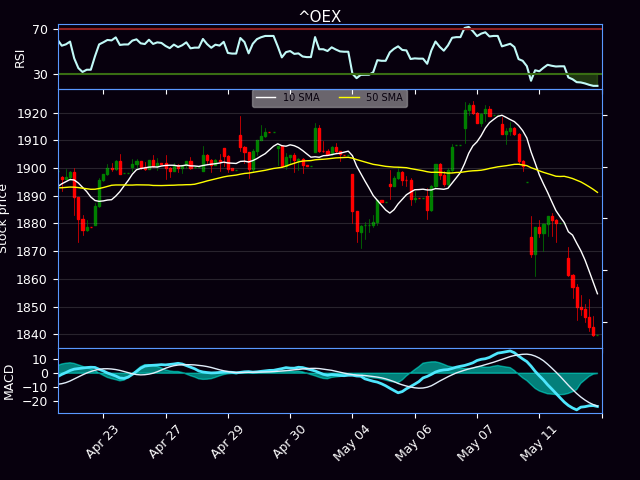 ^OEX
70
RSI
30
10 SMA 50 SMA
1920
1910
1900
1890
1880
1870
1860
1850
1840
Stock price
10
0
−10
−20
MACD
Apr 23 Apr 27 Apr 29 Apr 30 May 04 May 06 May 07 May 11